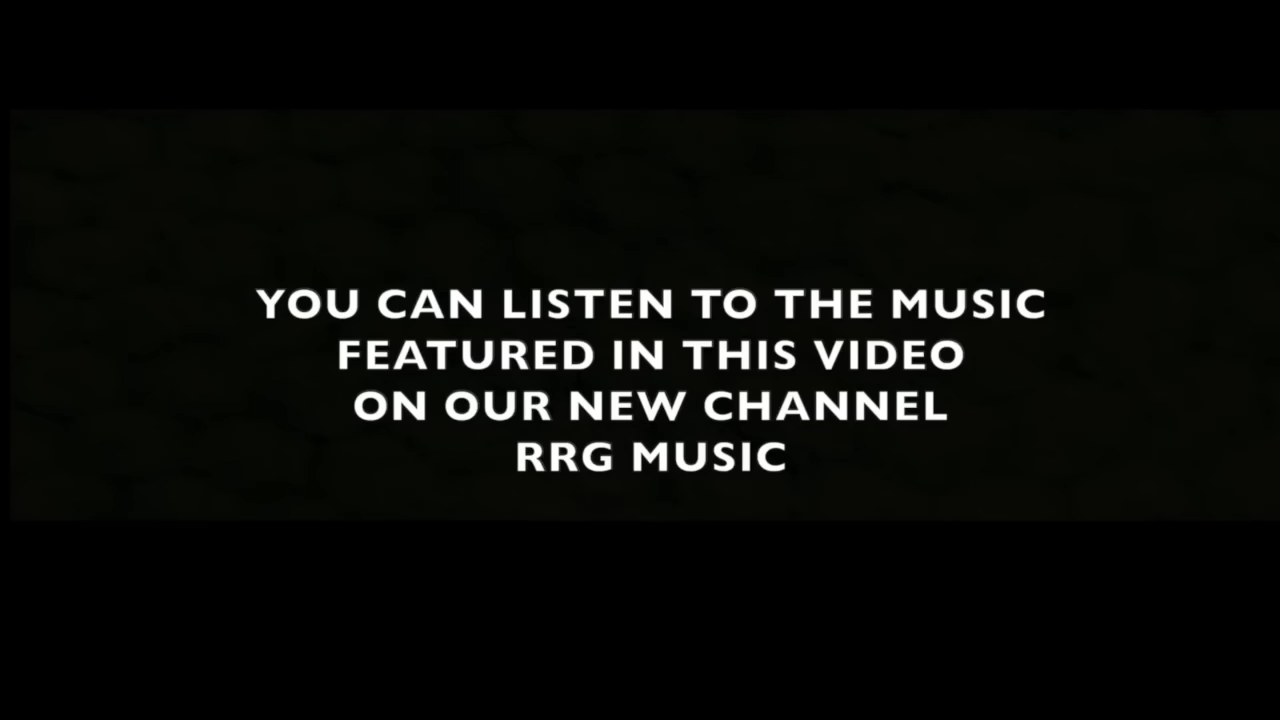 YOU CAN LISTEN TO THE MUSIC
FEATURED IN THIS VIDEO
ON OUR NEW CHANNEL
RRG MUSIC